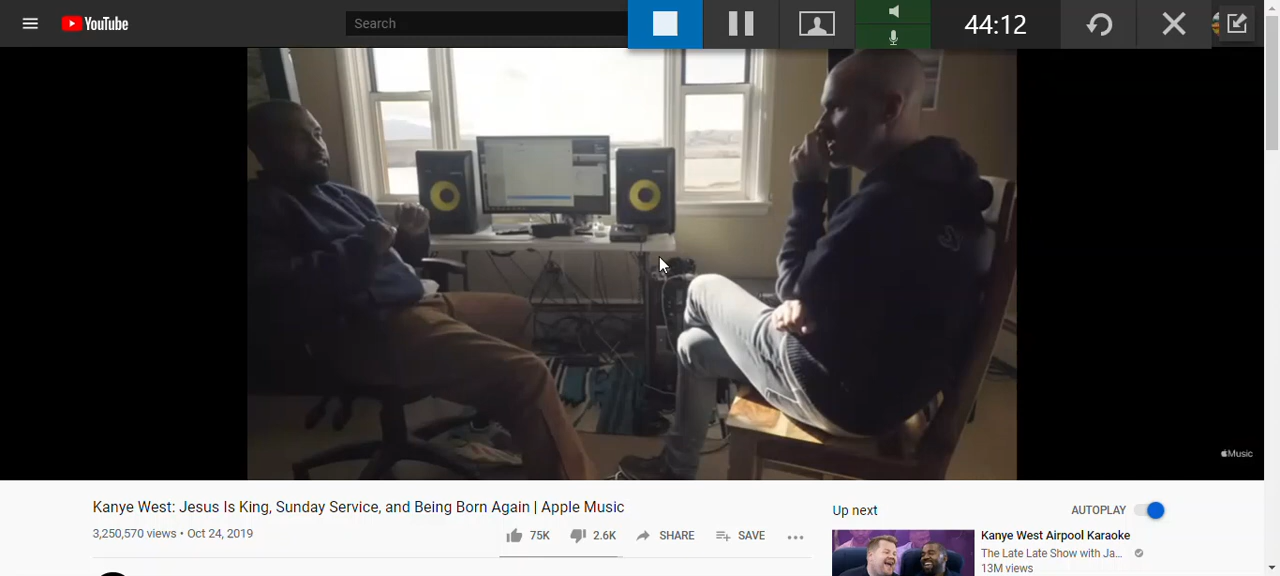 YouTube
Search
44:12
Music
Kanye West: Jesus Is King, Sunday Service, and Being Born Again | Apple Music
3,250,570 views • Oct 24, 2019
75K
2.6K
SHARE
SAVE
Up next
AUTOPLAY
Kanye West Airpool Karaoke
The Late Late Show with Ja...
13M views